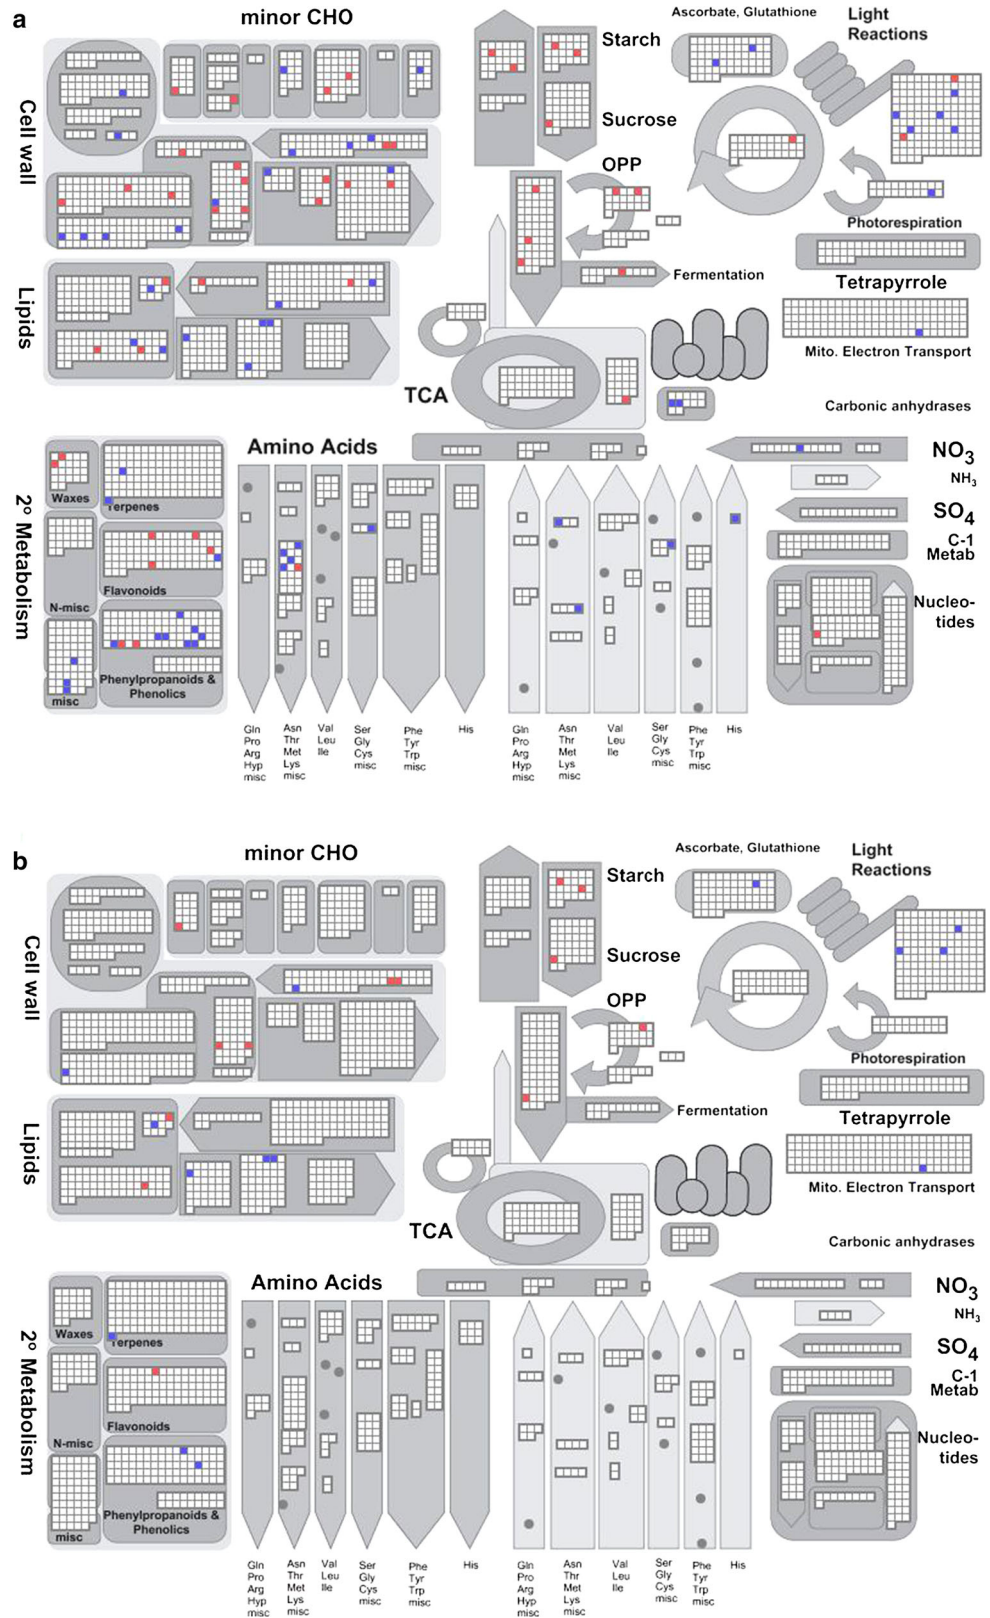 a
minor CHO
Ascorbate, Glutathione
Light
Reactions
Starch
Sucrose
Cell wall
OPP
Photorespiration
Fermentation
Tetrapyrrole
Lipids
Mito. Electron Transport
TCA
Carbonic anhydrases
Amino Acids
NO3
NH3
SO4
C-1
Metab
Nucleo-
tides
2º Metabolism
Waxes
Terpenes
N-misc
Flavonoids
misc
Phenylpropanoids &
Phenolics
Gln
Pro
Arg
Hyp
misc
Asn
Thr
Met
Lys
misc
Val
Leu
Ile
Ser
Gly
Cys
misc
Phe
Tyr
Trp
misc
His
Gln
Pro
Arg
Hyp
misc
Asn
Thr
Met
Lys
misc
Val
Leu
Ile
Ser
Gly
Cys
misc
Phe
Tyr
Trp
misc
His
b
minor CHO
Ascorbate, Glutathione
Light
Reactions
Starch
Sucrose
Cell wall
OPP
Photorespiration
Fermentation
Tetrapyrrole
Lipids
Mito. Electron Transport
TCA
Carbonic anhydrases
Amino Acids
NO3
NH3
SO4
C-1
Metab
Nucleo-
tides
2º Metabolism
Waxes
Terpenes
N-misc
Flavonoids
misc
Phenylpropanoids &
Phenolics
Gln
Pro
Arg
Hyp
misc
Asn
Thr
Met
Lys
misc
Val
Leu
Ile
Ser
Gly
Cys
misc
Phe
Tyr
Trp
misc
His
Gln
Pro
Arg
Hyp
misc
Asn
Thr
Met
Lys
misc
Val
Leu
Ile
Ser
Gly
Cys
misc
Phe
Tyr
Trp
misc
His